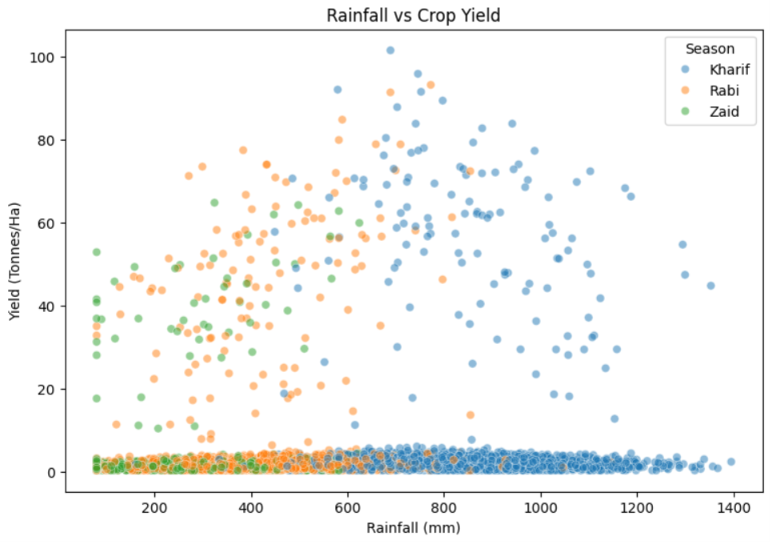 Rainfall vs Crop Yield
Season
Kharif
Rabi
Zaid
Yield (Tonnes/Ha)
100
80
60
40
20
0
200 400 600 800 1000 1200 1400
Rainfall (mm)